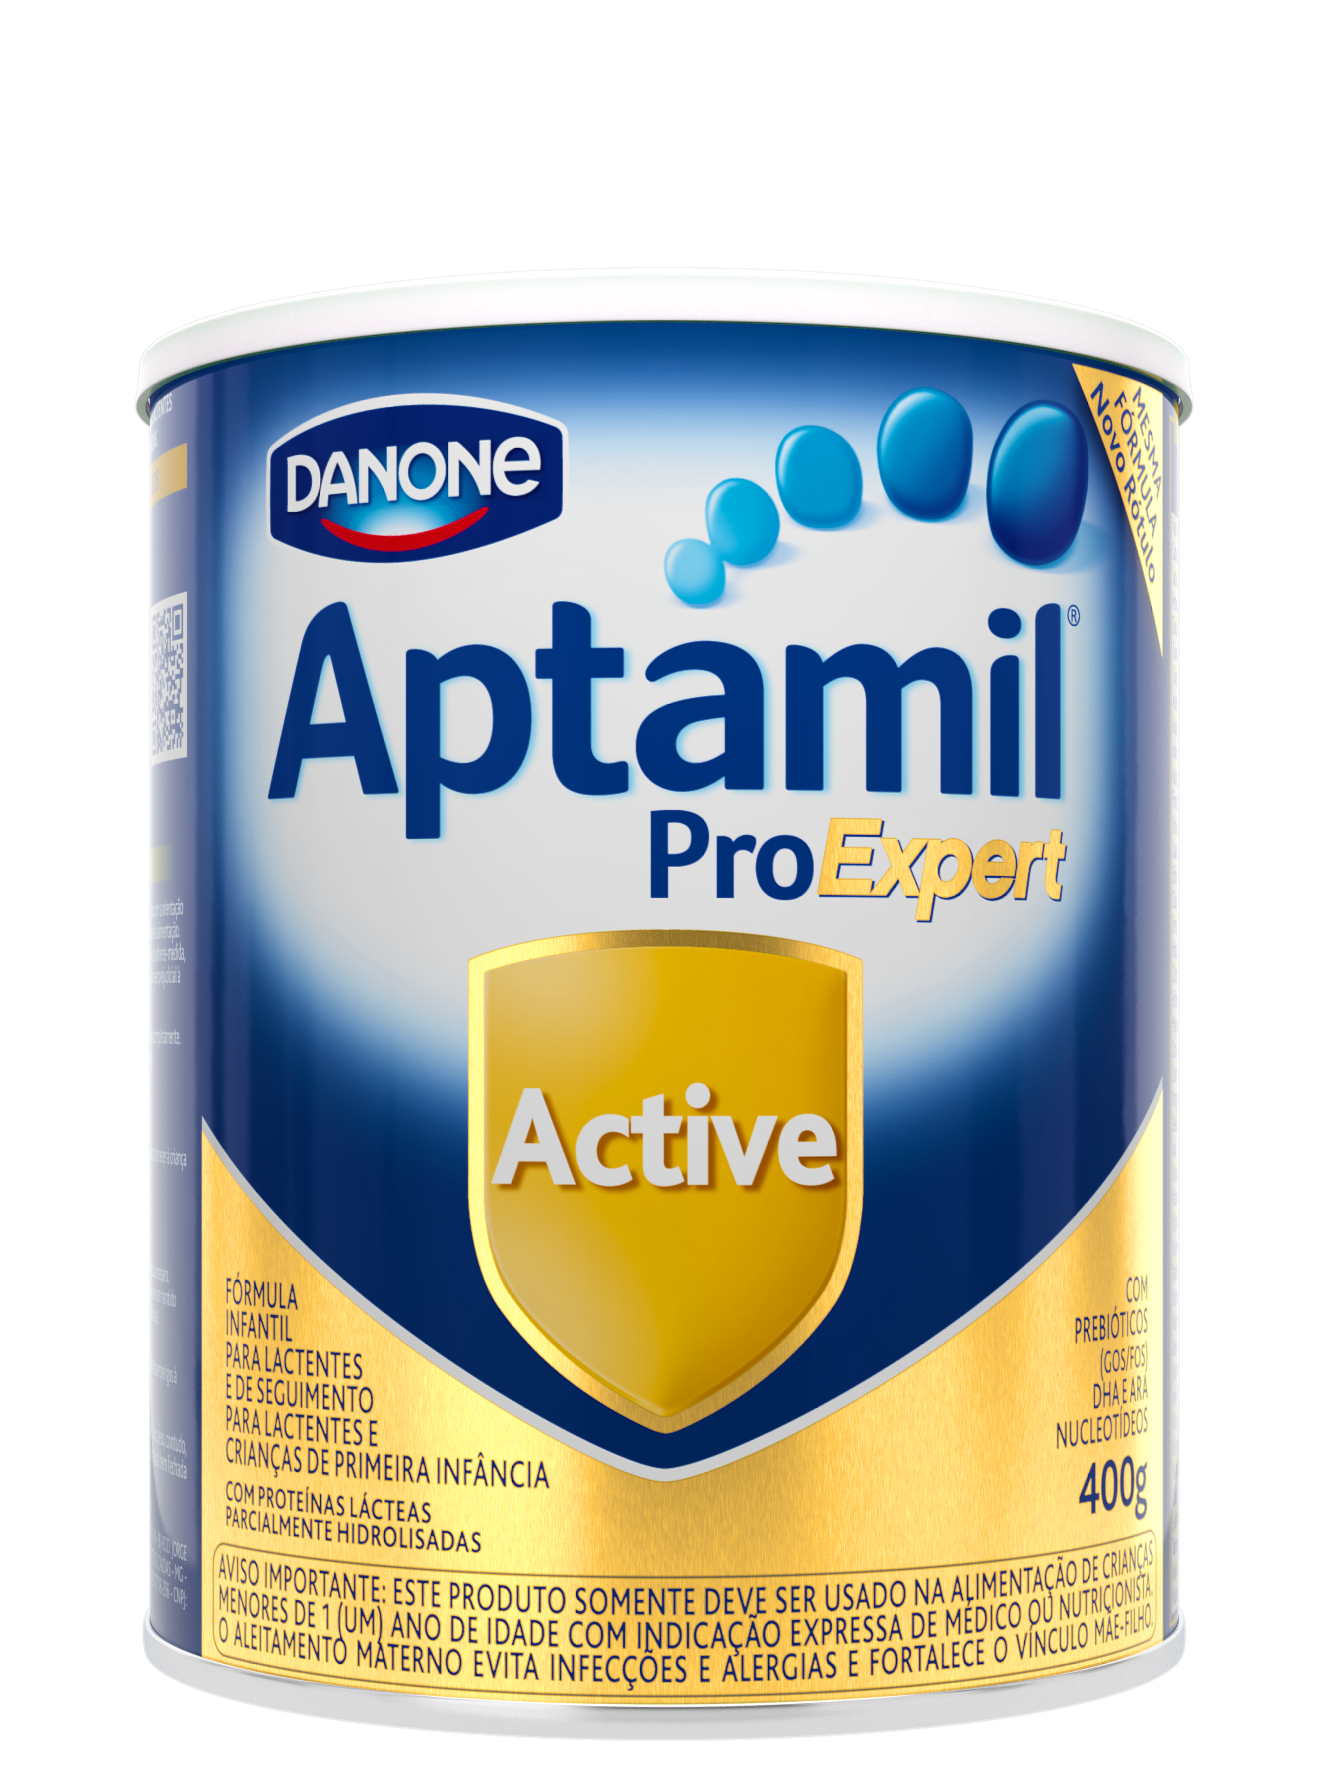 DANONE
MESMA
FÓRMULA
Novo Rótulo
Aptamil®
ProExpert
Active
FÓRMULA
INFANTIL
PARA LACTENTES
E DE SEGUIMENTO
PARA LACTENTES E
CRIANÇAS DE PRIMEIRA INFÂNCIA
COM PROTEÍNAS LÁCTEAS
PARCIALMENTE HIDROLISADAS
COM
PREBIÓTICOS
(GOS/FOS)
DHA E ARA
NUCLEOTÍDEOS
400g
AVISO IMPORTANTE: ESTE PRODUTO SOMENTE DEVE SER USADO NA ALIMENTAÇÃO DE CRIANÇAS
MENORES DE 1 (UM) ANO DE IDADE COM INDICAÇÃO EXPRESSA DE MÉDICO OU NUTRICIONISTA.
O ALEITAMENTO MATERNO EVITA INFECÇÕES E ALERGIAS E FORTALECE O VÍNCULO MÃE-FILHO.